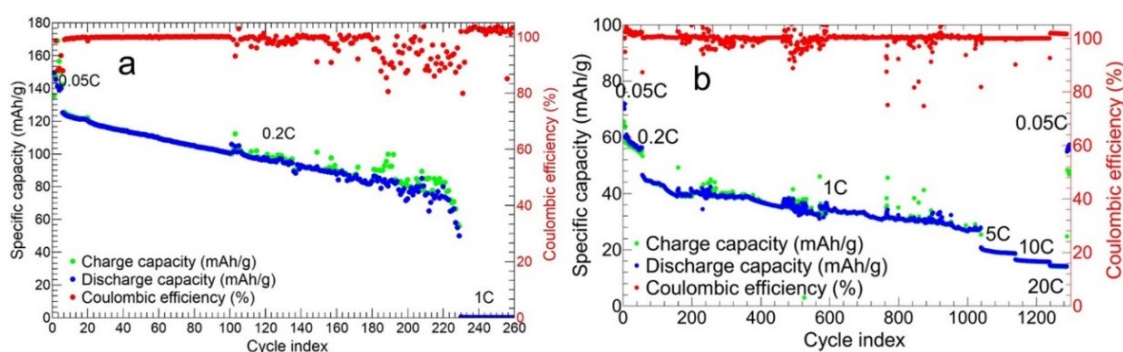 a
Specific capacity (mAh/g)
180
160
140
120
100
80
60
40
20
0
0.05C
0.2C
1C
Charge capacity (mAh/g)
Discharge capacity (mAh/g)
Coulombic efficiency (%)
0 20 40 60 80 100 120 140 160 180 200 220 240 260
Cycle index
100
80
60
40
20
0
Coulombic efficiency (%)
b
Specific capacity (mAh/g)
100
80
60
40
20
0
0.05C
0.2C
1C
5C
10C
20C
0.05C
Charge capacity (mAh/g)
Discharge capacity (mAh/g)
Coulombic efficiency (%)
0 200 400 600 800 1000 1200
Cycle index
100
80
60
40
20
0
Coulombic efficiency (%)